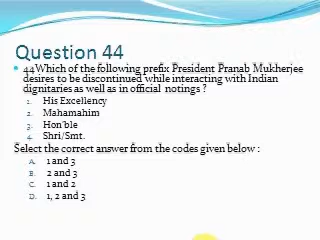 Question 44
44Which of the following prefix President Pranab Mukherjee
desires to be discontinued while interacting with Indian
dignitaries as well as in official notings ?
1. His Excellency
2. Mahamahim
3. Hon'ble
4. Shri/Smt.
Select the correct answer from the codes given below :
A. 1 and 3
B. 2 and 3
C. 1 and 2
D. 1, 2 and 3